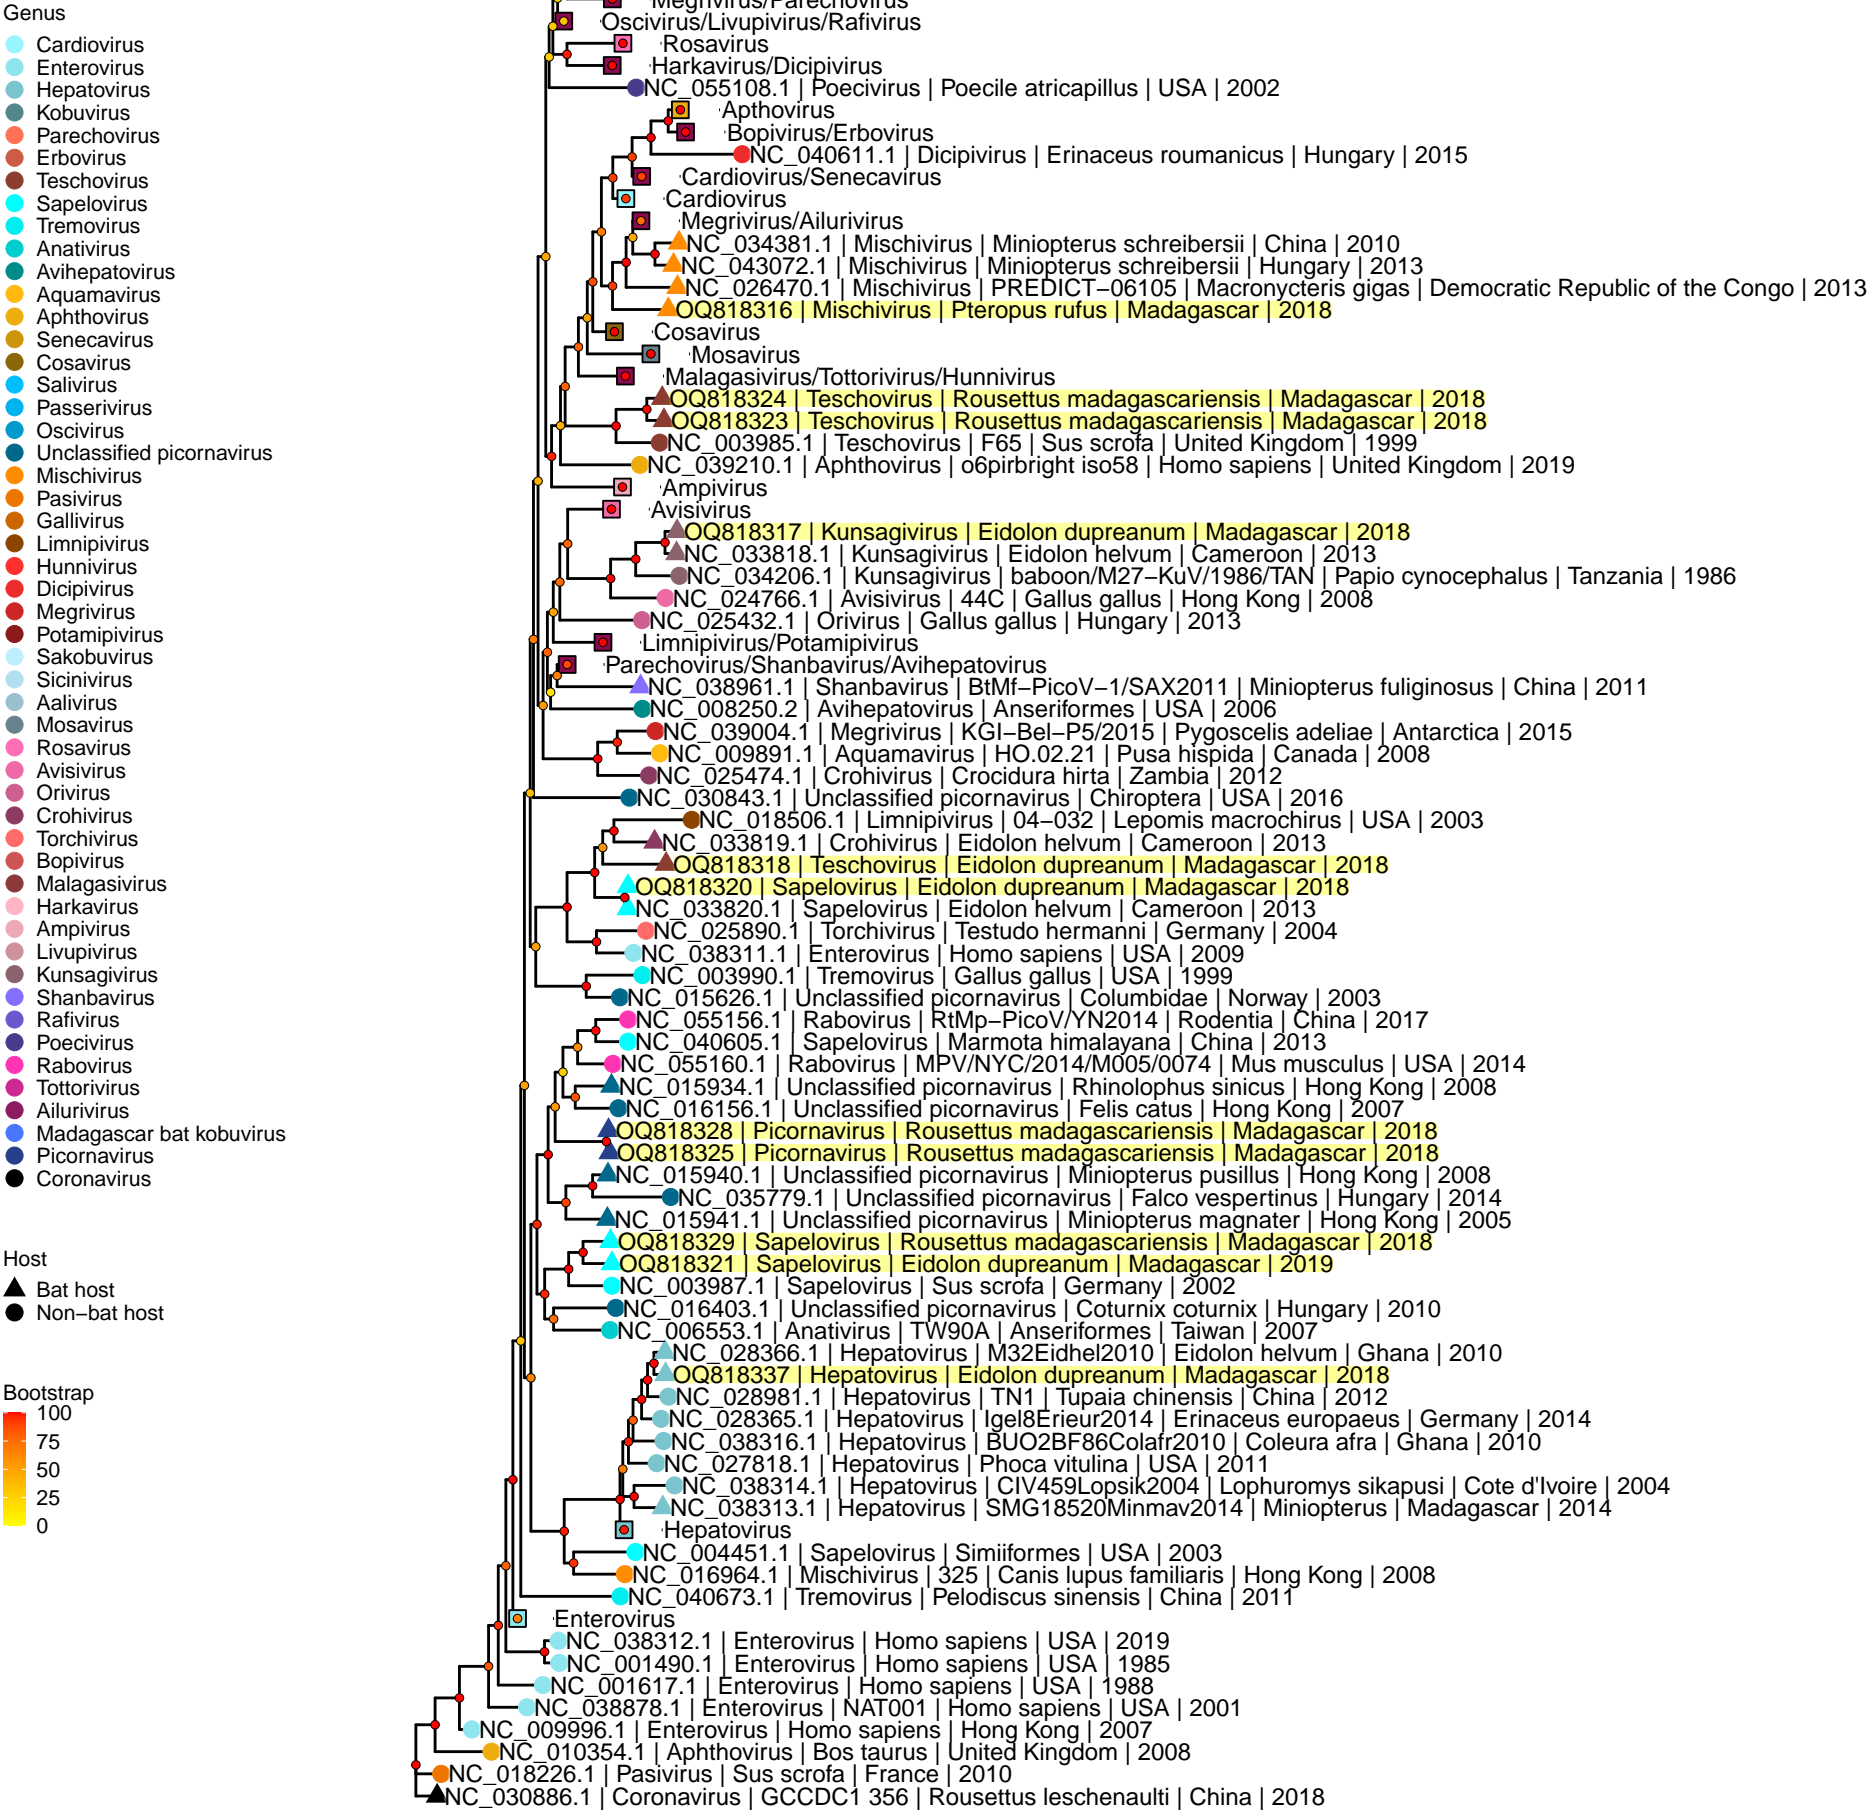 Genus
Cardiovirus
Enterovirus
Hepatovirus
Kobuvirus
Parechovirus
Erbovirus
Teschovirus
Sapelovirus
Tremovirus
Anativirus
Avihepatovirus
Aquamavirus
Aphthovirus
Senecavirus
Cosavirus
Salivirus
Passerivirus
Oscivirus
Unclassified picornavirus
Mischivirus
Pasivirus
Gallivirus
Limnipivirus
Hunnivirus
Dicipivirus
Megrivirus
Potamipivirus
Sakobuvirus
Sicinivirus
Aalivirus
Mosavirus
Rosavirus
Avisivirus
Orivirus
Crohivirus
Torchivirus
Bopivirus
Malagasivirus
Harkavirus
Ampivirus
Livupivirus
Kunsagivirus
Shanbavirus
Rafivirus
Poecivirus
Rabovirus
Tottorivirus
Ailurivirus
Madagascar bat kobuvirus
Picornavirus
Coronavirus
Host
Bat host
Non−bat host
Bootstrap
100
75
50
25
0
Megrivirus/Parechovirus
Oscivirus/Livupivirus/Rafivirus
Rosavirus
Harkavirus/Dicipivirus
NC_055108.1 | Poecivirus | Poecile atricapillus | USA | 2002
Apthovirus
Bopivirus/Erbovirus
NC_040611.1 | Dicipivirus | Erinaceus roumanicus | Hungary | 2015
Cardiovirus/Senecavirus
Cardiovirus
Megrivirus/Ailurivirus
NC_034381.1 | Mischivirus | Miniopterus schreibersii | China | 2010
NC_043072.1 | Mischivirus | Miniopterus schreibersii | Hungary | 2013
NC_026470.1 | Mischivirus | PREDICT−06105 | Macronycteris gigas | Democratic Republic of the Congo | 2013
OQ818316 | Mischivirus | Pteropus rufus | Madagascar | 2018
Cosavirus
Mosavirus
Malagasivirus/Tottorivirus/Hunnivirus
OQ818324 | Teschovirus | Rousettus madagascariensis | Madagascar | 2018
OQ818323 | Teschovirus | Rousettus madagascariensis | Madagascar | 2018
NC_003985.1 | Teschovirus | F65 | Sus scrofa | United Kingdom | 1999
NC_039210.1 | Aphthovirus | o6pirbright iso58 | Homo sapiens | United Kingdom | 2019
Ampivirus
Avisivirus
OQ818317 | Kunsagivirus | Eidolon dupreanum | Madagascar | 2018
NC_033818.1 | Kunsagivirus | Eidolon helvum | Cameroon | 2013
NC_034206.1 | Kunsagivirus | baboon/M27−KuV/1986/TAN | Papio cynocephalus | Tanzania | 1986
NC_024766.1 | Avisivirus | 44C | Gallus gallus | Hong Kong | 2008
NC_025432.1 | Orivirus | Gallus gallus | Hungary | 2013
Limnipivirus/Potamipivirus
Parechovirus/Shanbavirus/Avihepatovirus
NC_038961.1 | Shanbavirus | BtMf−PicoV−1/SAX2011 | Miniopterus fuliginosus | China | 2011
NC_008250.2 | Avihepatovirus | Anseriformes | USA | 2006
NC_039004.1 | Megrivirus | KGI−Bel−P5/2015 | Pygoscelis adeliae | Antarctica | 2015
NC_009891.1 | Aquamavirus | HO.02.21 | Pusa hispida | Canada | 2008
NC_025474.1 | Crohivirus | Crocidura hirta | Zambia | 2012
NC_030843.1 | Unclassified picornavirus | Chiroptera | USA | 2016
NC_018506.1 | Limnipivirus | 04−032 | Lepomis macrochirus | USA | 2003
NC_033819.1 | Crohivirus | Eidolon helvum | Cameroon | 2013
OQ818318 | Teschovirus | Eidolon dupreanum | Madagascar | 2018
OQ818320 | Sapelovirus | Eidolon dupreanum | Madagascar | 2018
NC_033820.1 | Sapelovirus | Eidolon helvum | Cameroon | 2013
NC_025890.1 | Torchivirus | Testudo hermanni | Germany | 2004
NC_038311.1 | Enterovirus | Homo sapiens | USA | 2009
NC_003990.1 | Tremovirus | Gallus gallus | USA | 1999
NC_015626.1 | Unclassified picornavirus | Columbidae | Norway | 2003
NC_055156.1 | Rabovirus | RtMp−PicoV/YN2014 | Rodentia | China | 2017
NC_040605.1 | Sapelovirus | Marmota himalayana | China | 2013
NC_055160.1 | Rabovirus | MPV/NYC/2014/M005/0074 | Mus musculus | USA | 2014
NC_015934.1 | Unclassified picornavirus | Rhinolophus sinicus | Hong Kong | 2008
NC_016156.1 | Unclassified picornavirus | Felis catus | Hong Kong | 2007
OQ818328 | Picornavirus | Rousettus madagascariensis | Madagascar | 2018
OQ818325 | Picornavirus | Rousettus madagascariensis | Madagascar | 2018
NC_015940.1 | Unclassified picornavirus | Miniopterus pusillus | Hong Kong | 2008
NC_035779.1 | Unclassified picornavirus | Falco vespertinus | Hungary | 2014
NC_015941.1 | Unclassified picornavirus | Miniopterus magnater | Hong Kong | 2005
OQ818329 | Sapelovirus | Rousettus madagascariensis | Madagascar | 2018
OQ818321 | Sapelovirus | Eidolon dupreanum | Madagascar | 2019
NC_003987.1 | Sapelovirus | Sus scrofa | Germany | 2002
NC_016403.1 | Unclassified picornavirus | Coturnix coturnix | Hungary | 2010
NC_006553.1 | Anativirus | TW90A | Anseriformes | Taiwan | 2007
NC_028366.1 | Hepatovirus | M32Eidhel2010 | Eidolon helvum | Ghana | 2010
OQ818337 | Hepatovirus | Eidolon dupreanum | Madagascar | 2018
NC_028981.1 | Hepatovirus | TN1 | Tupaia chinensis | China | 2012
NC_028365.1 | Hepatovirus | Igel8Erieur2014 | Erinaceus europaeus | Germany | 2014
NC_038316.1 | Hepatovirus | BUO2BF86Colafr2010 | Coleura afra | Ghana | 2010
NC_027818.1 | Hepatovirus | Phoca vitulina | USA | 2011
NC_038314.1 | Hepatovirus | CIV459Lopsik2004 | Lophuromys sikapusi | Cote d'Ivoire | 2004
NC_038313.1 | Hepatovirus | SMG18520Minmav2014 | Miniopterus | Madagascar | 2014
Hepatovirus
NC_004451.1 | Sapelovirus | Simiiformes | USA | 2003
NC_016964.1 | Mischivirus | 325 | Canis lupus familiaris | Hong Kong | 2008
NC_040673.1 | Tremovirus | Pelodiscus sinensis | China | 2011
Enterovirus
NC_038312.1 | Enterovirus | Homo sapiens | USA | 2019
NC_001490.1 | Enterovirus | Homo sapiens | USA | 1985
NC_001617.1 | Enterovirus | Homo sapiens | USA | 1988
NC_038878.1 | Enterovirus | NAT001 | Homo sapiens | USA | 2001
NC_009996.1 | Enterovirus | Homo sapiens | Hong Kong | 2007
NC_010354.1 | Aphthovirus | Bos taurus | United Kingdom | 2008
NC_018226.1 | Pasivirus | Sus scrofa | France | 2010
NC_030886.1 | Coronavirus | GCCDC1 356 | Rousettus leschenaulti | China | 2018